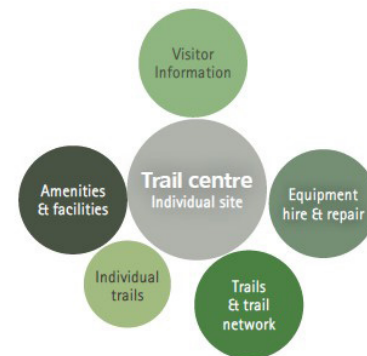 Visitor
Information
Trail centre
Individual site
Amenities
& facilities
Equipment
hire & repair
Individual
trails
Trails
& trail
network